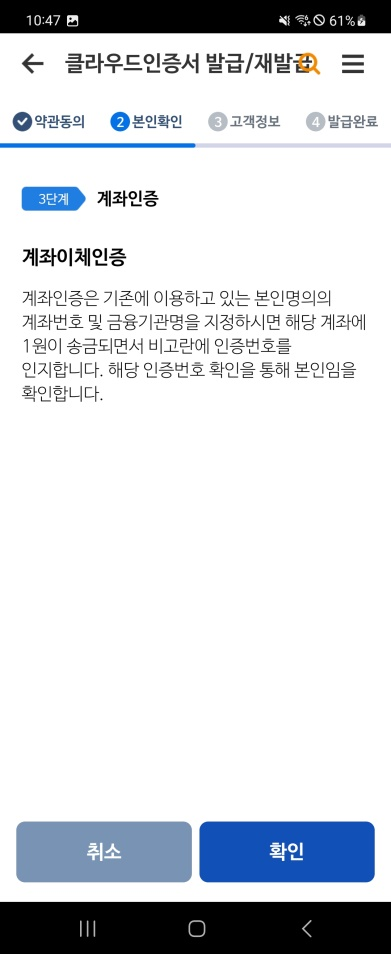 10:47
61%
클라우드인증서 발급/재발급
약관동의
2 본인확인
3 고객정보
4 발급완료
3단계 계좌인증
계좌이체인증
계좌인증은 기존에 이용하고 있는 본인명의의
계좌번호 및 금융기관명을 지정하시면 해당 계좌에
1원이 송금되면서 비고란에 인증번호를
인지합니다. 해당 인증번호 확인을 통해 본인임을
확인합니다.
취소
확인